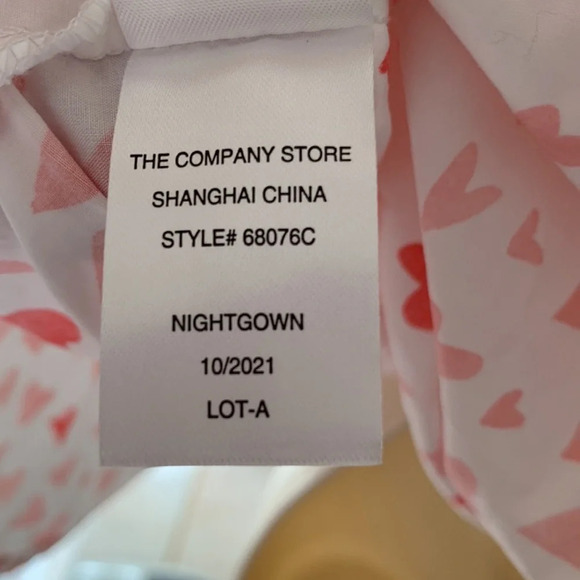 THE COMPANY STORE
SHANGHAI CHINA
STYLE# 68076C
NIGHTGOWN
10/2021
LOT-A